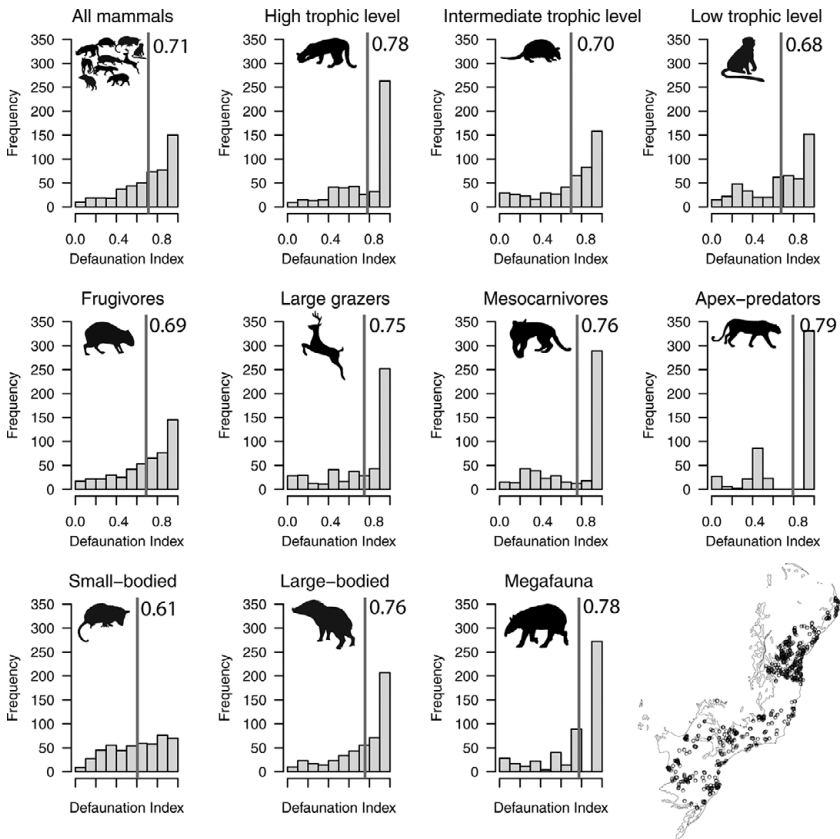 All mammals
0.71
Frequency
350
300
250
200
150
100
50
0
0.0 0.4 0.8
Defaunation Index
High trophic level
0.78
Frequency
350
300
250
200
150
100
50
0
0.0 0.4 0.8
Defaunation Index
Intermediate trophic level
0.70
Frequency
350
300
250
200
150
100
50
0
0.0 0.4 0.8
Defaunation Index
Low trophic level
0.68
Frequency
350
300
250
200
150
100
50
0
0.0 0.4 0.8
Defaunation Index
Frugivores
0.69
Frequency
350
300
250
200
150
100
50
0
0.0 0.4 0.8
Defaunation Index
Large grazers
0.75
Frequency
350
300
250
200
150
100
50
0
0.0 0.4 0.8
Defaunation Index
Mesocarnivores
0.76
Frequency
350
300
250
200
150
100
50
0
0.0 0.4 0.8
Defaunation Index
Apex−predators
0.79
Frequency
350
300
250
200
150
100
50
0
0.0 0.4 0.8
Defaunation Index
Small−bodied
0.61
Frequency
350
300
250
200
150
100
50
0
Defaunation Index
Large−bodied
0.76
Frequency
350
300
250
200
150
100
50
0
Defaunation Index
Megafauna
0.78
Frequency
350
300
250
200
150
100
50
0
Defaunation Index